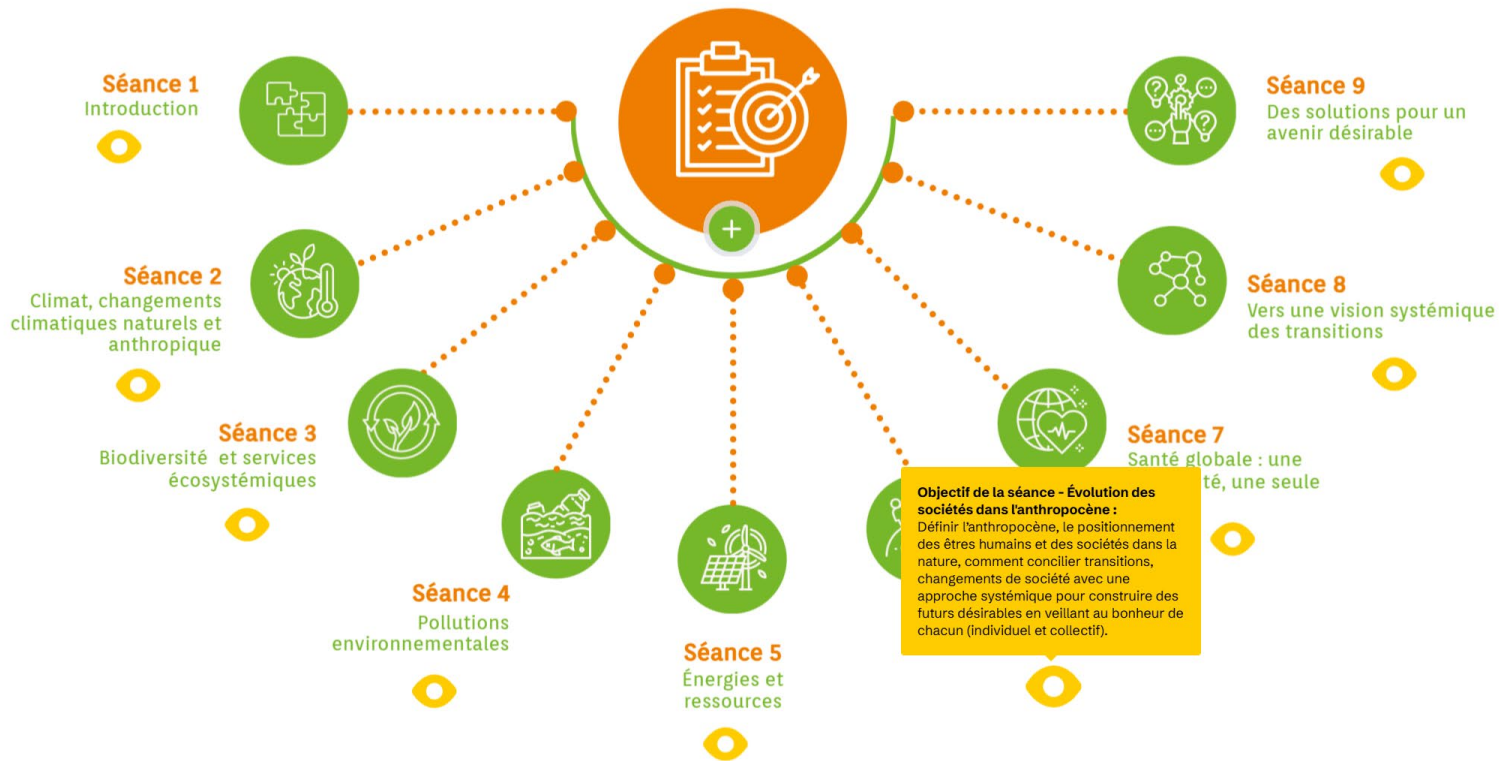 Séance 1
Introduction
Séance 2
Climat, changements
climatiques naturels et
anthropique
Séance 3
Biodiversité et services
écosystémiques
Séance 4
Pollutions
environnementales
Séance 5
Énergies et
ressources
Objectif de la séance - Évolution des
sociétés dans l'anthropocène :
Définir l'anthropocène, le positionnement
des êtres humains et des sociétés dans la
nature, comment concilier transitions,
changements de société avec une
approche systémique pour construire des
futurs désirables en veillant au bonheur de
chacun (individuel et collectif).
Séance 7
Santé globale : une
té, une seule
Séance 8
Vers une vision systémique
des transitions
Séance 9
Des solutions pour un
avenir désirable